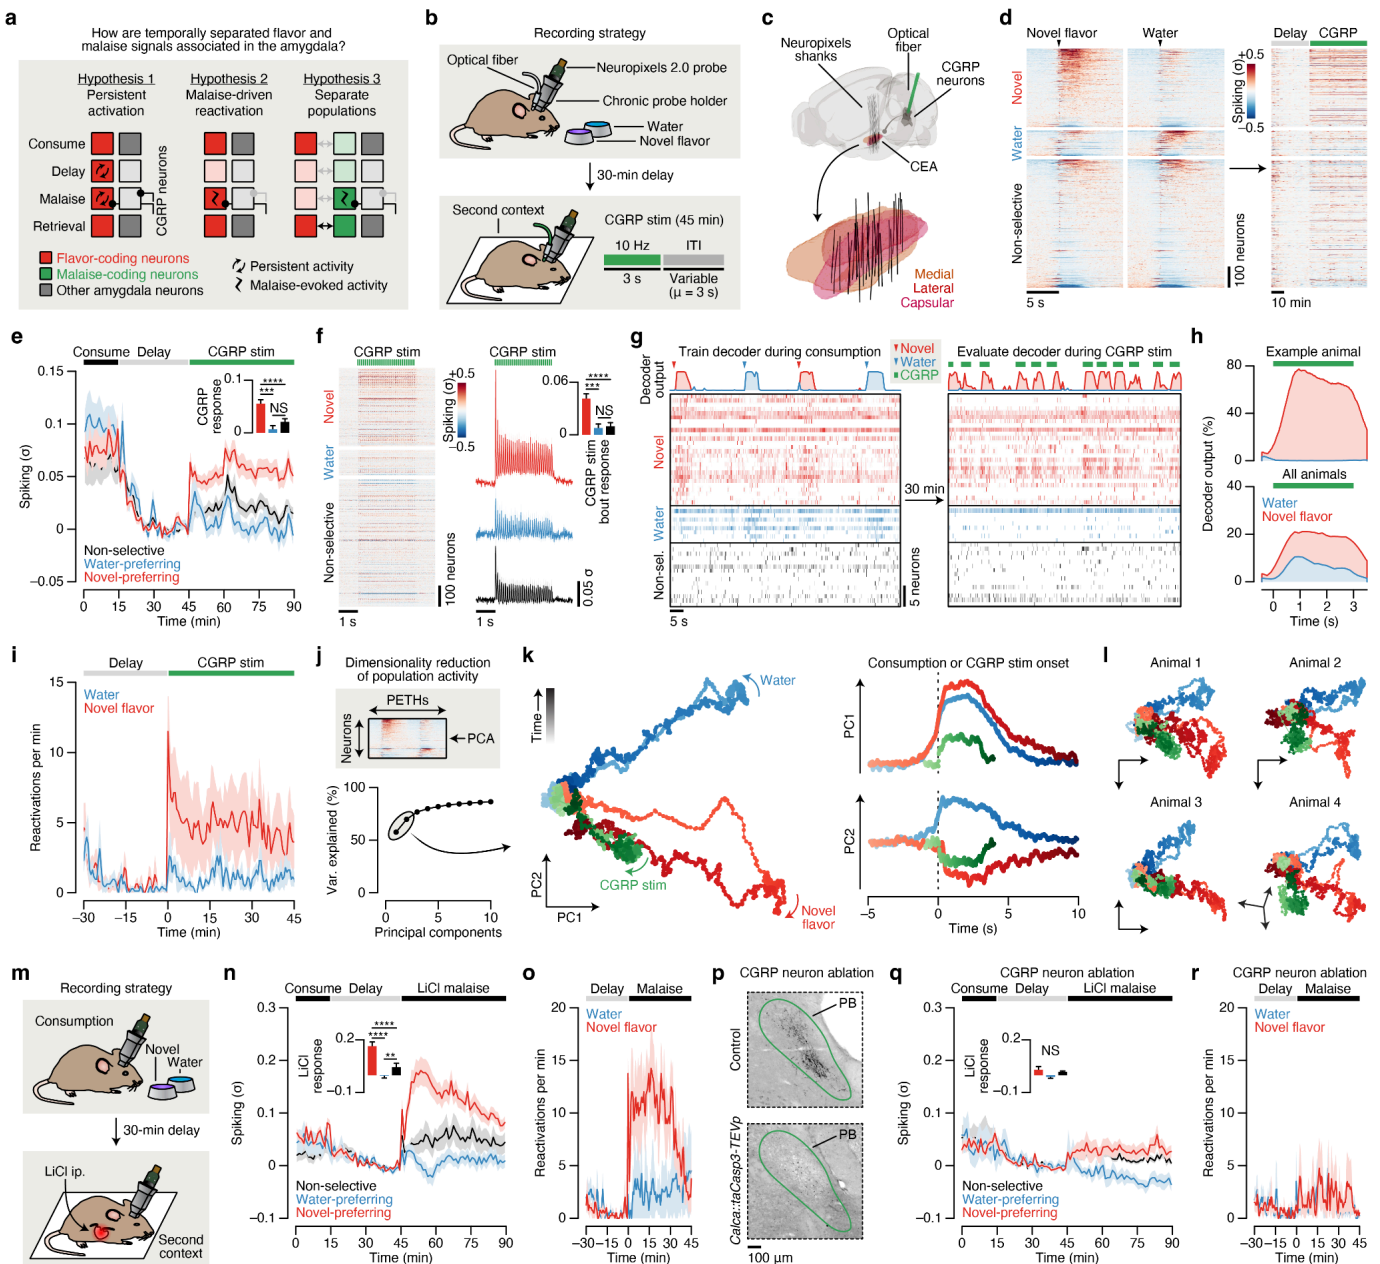 a
How are temporally separated flavor and
malaise signals associated in the amygdala?
Hypothesis 1
Persistent
activation
Hypothesis 2
Malaise-driven
reactivation
Hypothesis 3
Separate
populations
Consume
Delay
Malaise
Retrieval
CGRP neurons
Flavor-coding neurons
Malaise-coding neurons
Other amygdala neurons
Persistent activity
Malaise-evoked activity
b
Recording strategy
Optical fiber
Neuropixels 2.0 probe
Chronic probe holder
Water
Novel flavor
30-min delay
Second context
CGRP stim (45 min)
10 Hz
ITI
3 s
Variable
(μ = 3 s)
c
Neuropixels
shanks
Optical
fiber
CGRP
neurons
CEA
Medial
Lateral
Capsular
d
Novel flavor
Water
Delay
CGRP
Novel
Water
Non-selective
+0.5
Spiking (σ)
−0.5
100 neurons
5 s
10 min
e
Consume
Delay
CGRP stim
0.15
0.10
0.05
0
−0.05
Spiking (σ)
CGRP
response
0.1
0
****
***
NS
Non-selective
Water-preferring
Novel-preferring
0
15
30
45
60
75
90
Time (min)
f
CGRP stim
CGRP stim
Novel
Water
Non-selective
+0.5
Spiking (σ)
−0.5
100 neurons
1 s
1 s
0.05 σ
0.06
0
****
***
NS
CGRP stim
bout response
g
Train decoder during consumption
Novel
Water
CGRP
Evaluate decoder during CGRP stim
Decoder
output
Novel
Water
Non-sel.
30 min
5 neurons
5 s
h
Example animal
80
40
0
Decoder output (%)
All animals
40
20
0
Water
Novel flavor
0
1
2
3
Time (s)
i
Delay
CGRP stim
Water
Novel flavor
15
10
5
0
Reactivations per min
−30
−15
0
15
30
45
Time (min)
j
Dimensionality reduction
of population activity
PETHs
Neurons
PCA
100
50
0
Var. explained (%)
0
5
10
Principal components
k
Time
Water
CGRP stim
Novel
flavor
PC2
PC1
Consumption or CGRP stim onset
PC1
PC2
−5
0
5
10
Time (s)
l
Animal 1
Animal 2
Animal 3
Animal 4
m
Recording strategy
Consumption
Novel
Water
30-min delay
LiCl ip.
Second
context
n
Consume
Delay
LiCl malaise
0.3
0.2
0.1
0
−0.1
Spiking (σ)
LiCl
response
0.2
−0.1
****
****
**
Non-selective
Water-preferring
Novel-preferring
0
15
30
45
60
75
90
Time (min)
o
Delay
Malaise
Water
Novel flavor
20
15
10
5
0
Reactivations per min
−30
−15
0
15
30
45
Time (min)
p
CGRP neuron ablation
PB
Control
PB
Calca::taCasp3-TEVp
100 μm
q
CGRP neuron ablation
Consume
Delay
LiCl malaise
0.3
0.2
0.1
0
−0.1
Spiking (σ)
LiCl
response
0.2
−0.1
NS
Non-selective
Water-preferring
Novel-preferring
0
15
30
45
60
75
90
Time (min)
r
CGRP neuron ablation
Delay
Malaise
Water
Novel flavor
20
15
10
5
0
Reactivations per min
−30
−15
0
15
30
45
Time (min)